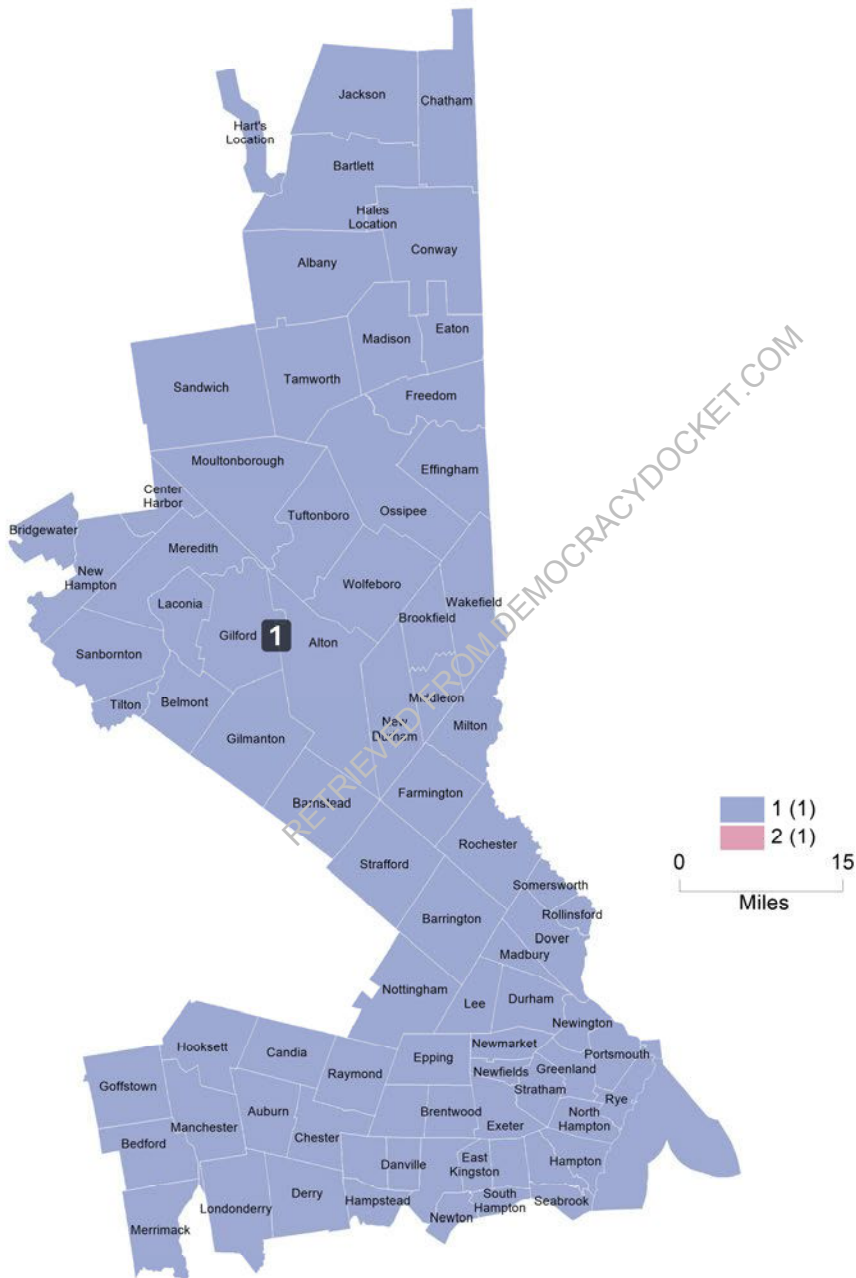 Jackson
Chatham
Hart's
Location
Bartlett
Hales
Location
Conway
Albany
Madison
Eaton
Sandwich
Tamworth
Freedom
Moultonborough
Effingham
Center
Harbor
Tuftonboro
Ossipee
Bridgewater
Meredith
New
Hampton
Wolfeboro
Laconia
Wakefield
Brookfield
Gilford
1
Alton
Sanbornton
Tilton
Belmont
Middleton
New
Durham
Milton
Gilmanton
Barnstead
Farmington
Strafford
Rochester
Somersworth
Rollinsford
Barrington
Dover
Madbury
Nottingham
Lee
Durham
Newington
Hooksett
Candia
Epping
Newmarket
Portsmouth
Raymond
Newfields
Greenland
Goffstown
Stratham
Rye
Auburn
Brentwood
Manchester
Chester
Exeter
North
Hampton
Bedford
Danville
East
Kingston
Hampton
Derry
Hampstead
South
Hampton
Seabrook
Londonderry
Newton
Merrimack
1 (1)
2 (1)
0 15
Miles
RETRIEVED FROM DEMOCRACYDOCKET.COM